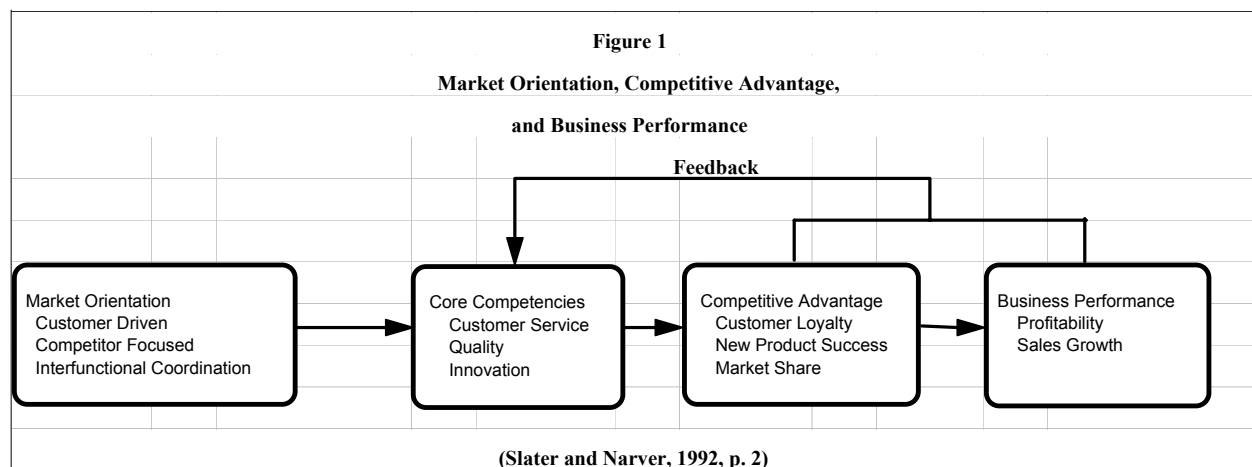 Figure 1
Market Orientation, Competitive Advantage,
and Business Performance
Feedback
Market Orientation
Customer Driven
Competitor Focused
Interfunctional Coordination
Core Competencies
Customer Service
Quality
Innovation
Competitive Advantage
Customer Loyalty
New Product Success
Market Share
Business Performance
Profitability
Sales Growth
(Slater and Narver, 1992, p. 2)